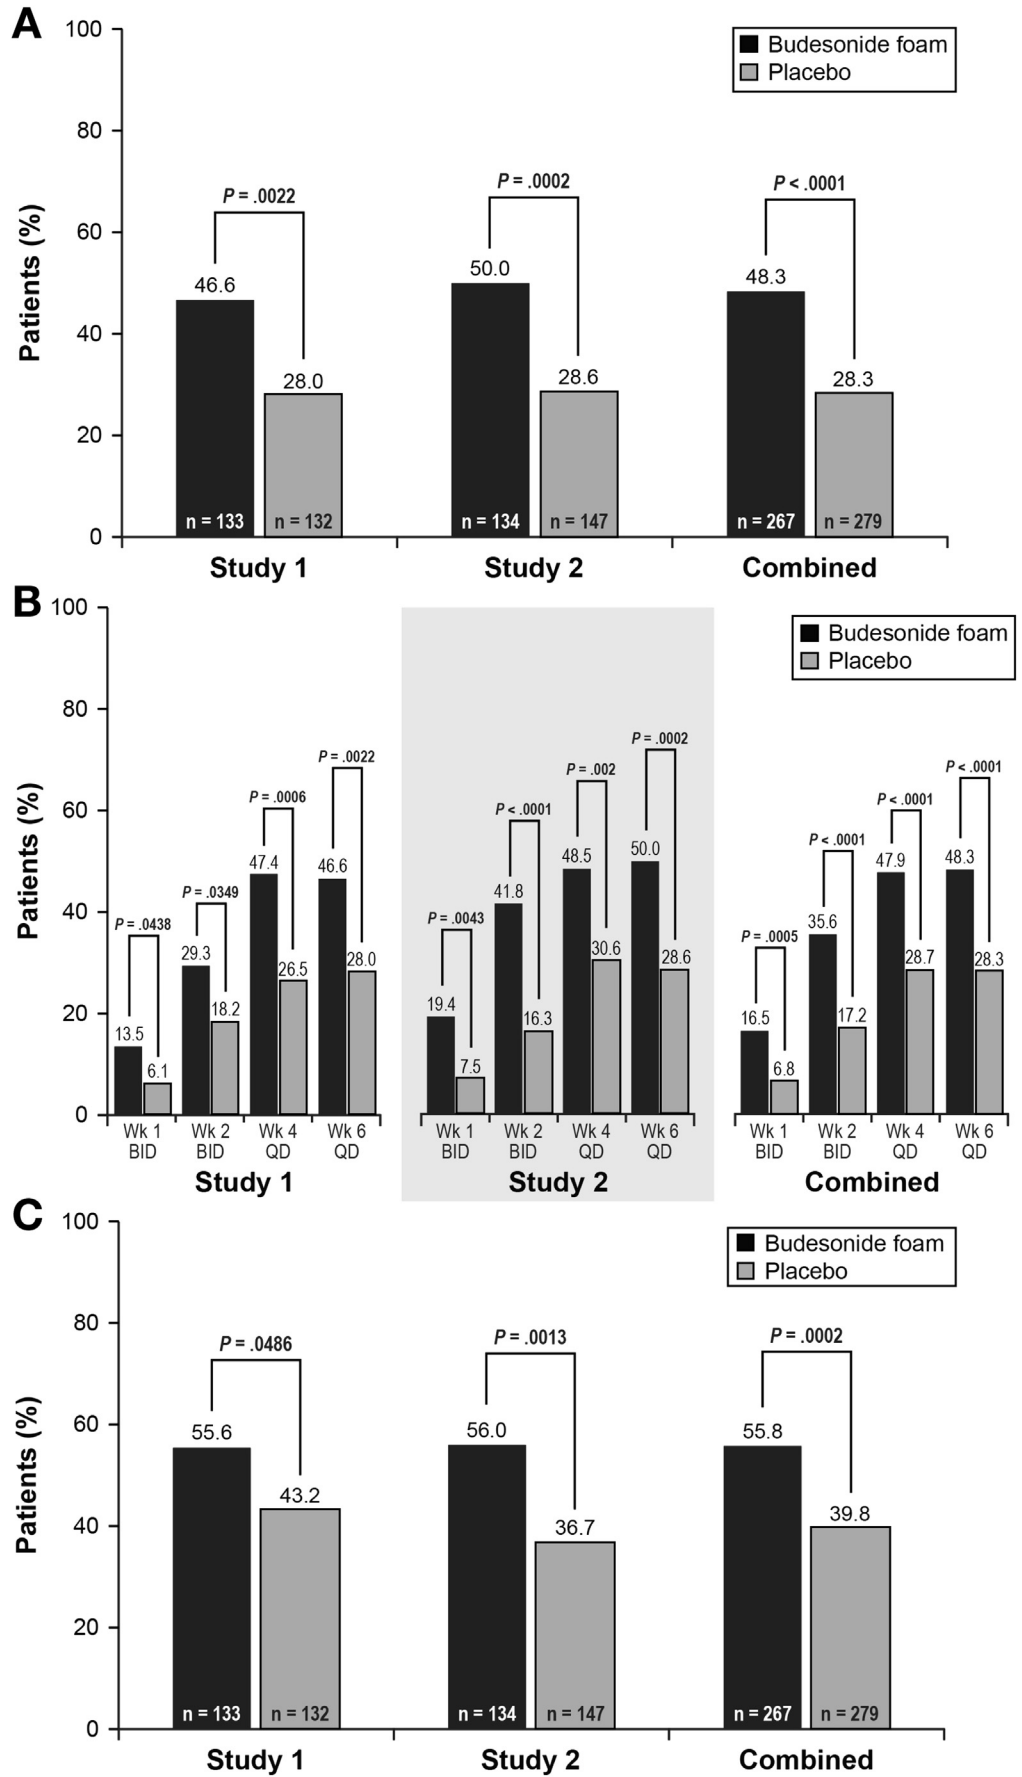 A
100
80
60
40
20
0
Patients (%)
Budesonide foam
Placebo
P = .0022
46.6
28.0
n = 133
n = 132
Study 1
P = .0002
50.0
28.6
n = 134
n = 147
Study 2
P < .0001
48.3
28.3
n = 267
n = 279
Combined
B
100
80
60
40
20
0
Patients (%)
Budesonide foam
Placebo
P = .0438
13.5
6.1
Wk 1
BID
P = .0349
29.3
18.2
Wk 2
BID
P = .0006
47.4
26.5
Wk 4
QD
P = .0022
46.6
28.0
Wk 6
QD
Study 1
P = .0043
19.4
7.5
Wk 1
BID
P < .0001
41.8
16.3
Wk 2
BID
P = .002
48.5
30.6
Wk 4
QD
P = .0002
50.0
28.6
Wk 6
QD
Study 2
P = .0005
16.5
6.8
Wk 1
BID
P < .0001
35.6
17.2
Wk 2
BID
P < .0001
47.9
28.7
Wk 4
QD
P < .0001
48.3
28.3
Wk 6
QD
Combined
C
100
80
60
40
20
0
Patients (%)
Budesonide foam
Placebo
P = .0486
55.6
43.2
n = 133
n = 132
Study 1
P = .0013
56.0
36.7
n = 134
n = 147
Study 2
P = .0002
55.8
39.8
n = 267
n = 279
Combined